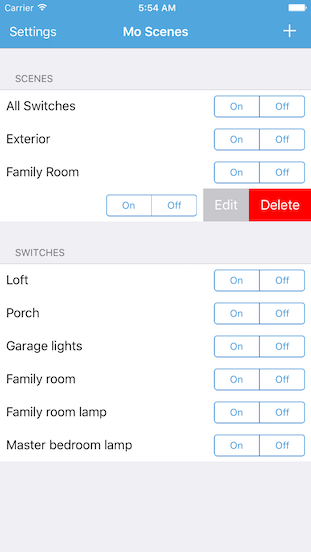 Carrier 5:54 AM
Settings Mo Scenes +
SCENES
All Switches On Off
Exterior On Off
Family Room On Off
On Off Edit Delete
SWITCHES
Loft On Off
Porch On Off
Garage lights On Off
Family room On Off
Family room lamp On Off
Master bedroom lamp On Off